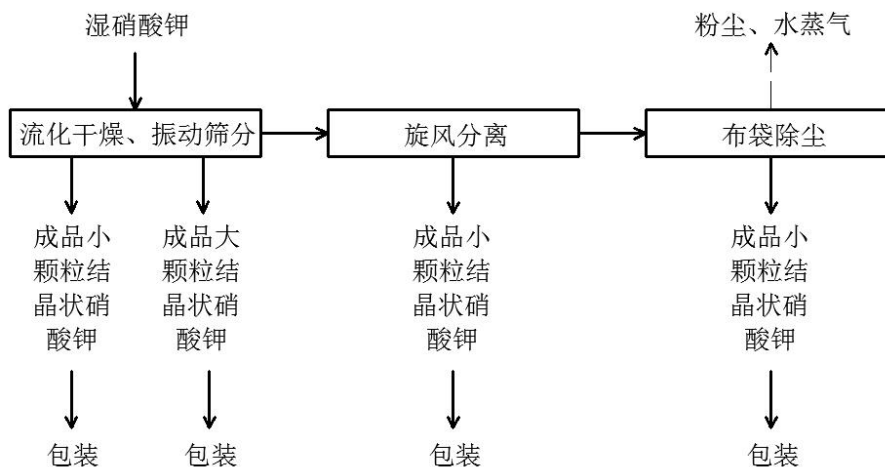 湿硝酸钾
粉尘、水蒸气
流化干燥、振动筛分
旋风分离
布袋除尘
成品小
颗粒结
晶状硝
酸钾
成品大
颗粒结
晶状硝
酸钾
成品小
颗粒结
晶状硝
酸钾
成品小
颗粒结
晶状硝
酸钾
包装
包装
包装
包装